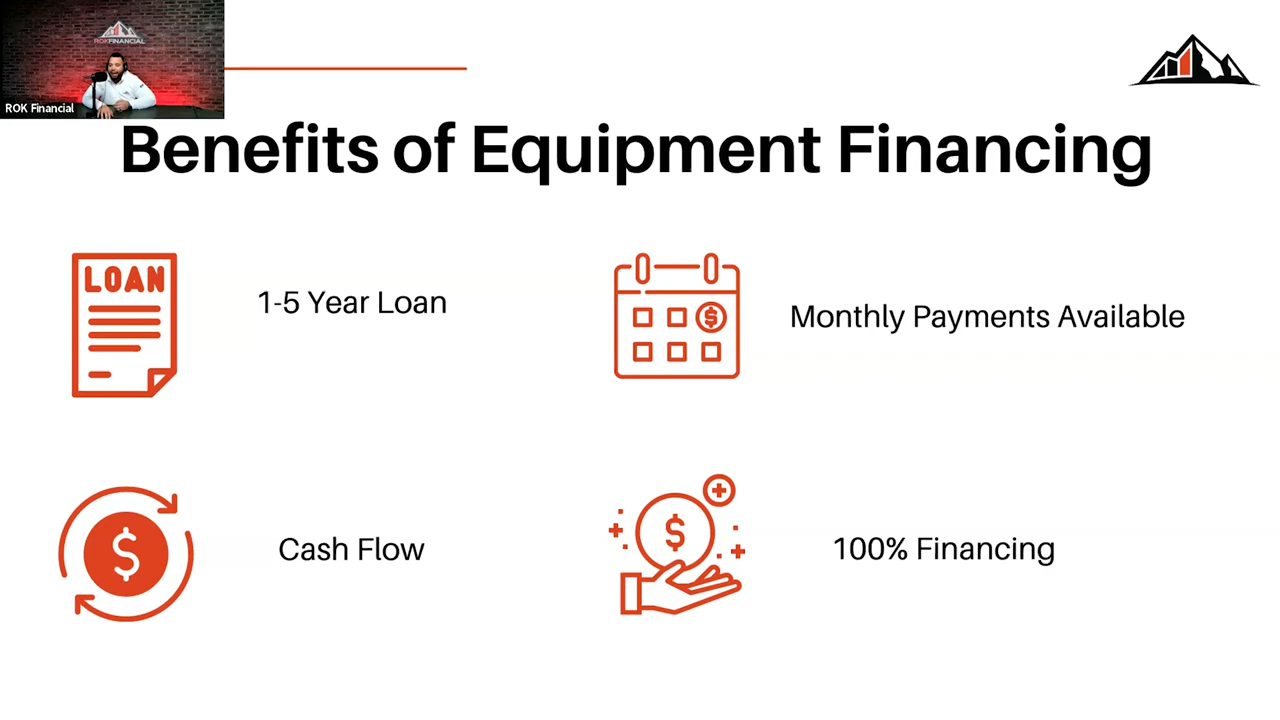 ROKFINANCIAL
ROK Financial
Benefits of Equipment Financing
LOAN
1-5 Year Loan
$
Monthly Payments Available
$
Cash Flow
$
100% Financing